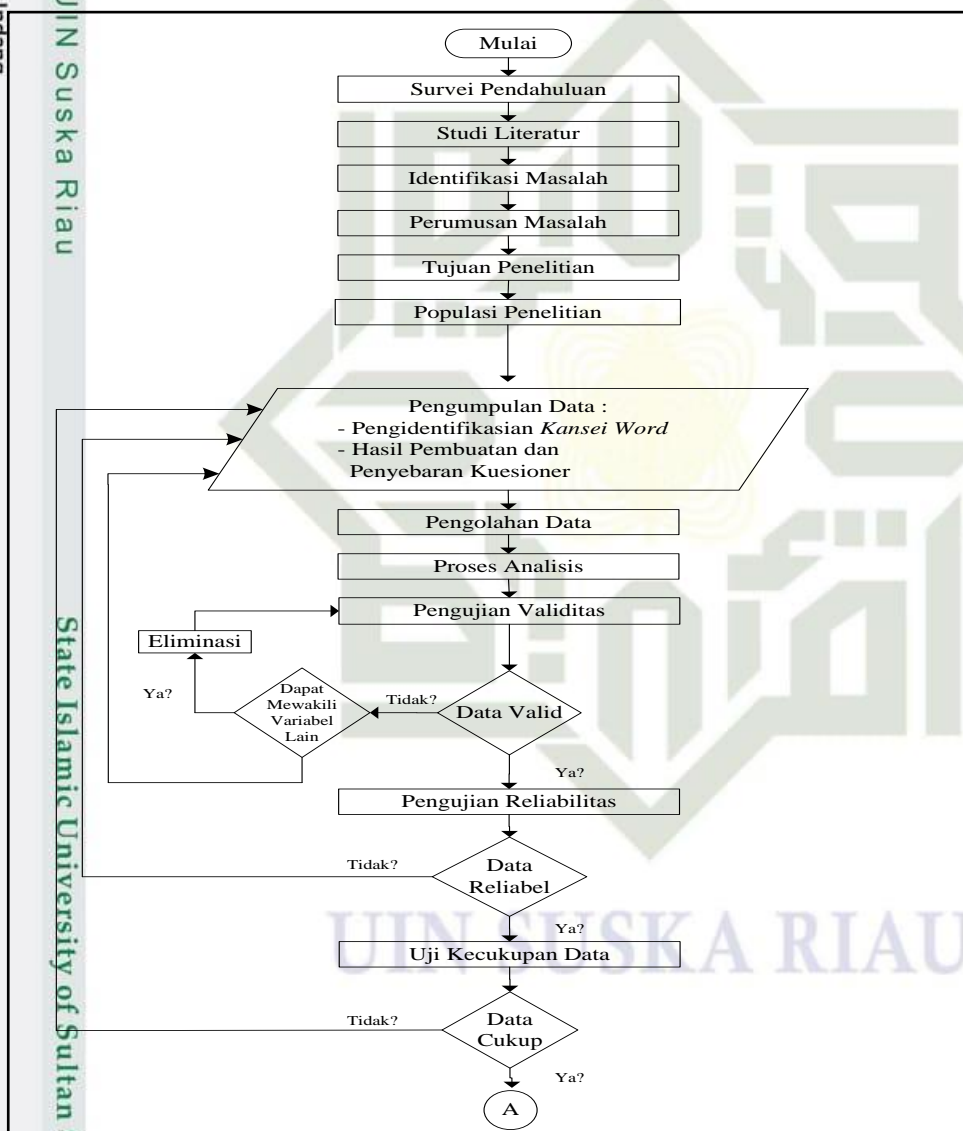 UIN Suska Riau
State Islamic University of Sultan
Mulai
Survei Pendahuluan
Studi Literatur
Identifikasi Masalah
Perumusan Masalah
Tujuan Penelitian
Populasi Penelitian
Pengumpulan Data :
- Pengidentifikasian Kansei Word
- Hasil Pembuatan dan
Penyebaran Kuesioner
Pengolahan Data
Proses Analisis
Pengujian Validitas
Eliminasi
Ya?
Dapat
Mewakili
Variabel
Lain
Tidak?
Data Valid
Ya?
Pengujian Reliabilitas
Tidak?
Data
Reliabel
Ya?
UIN SUSKA RIAU
Uji Kecukupan Data
Tidak?
Data
Cukup
Ya?
A